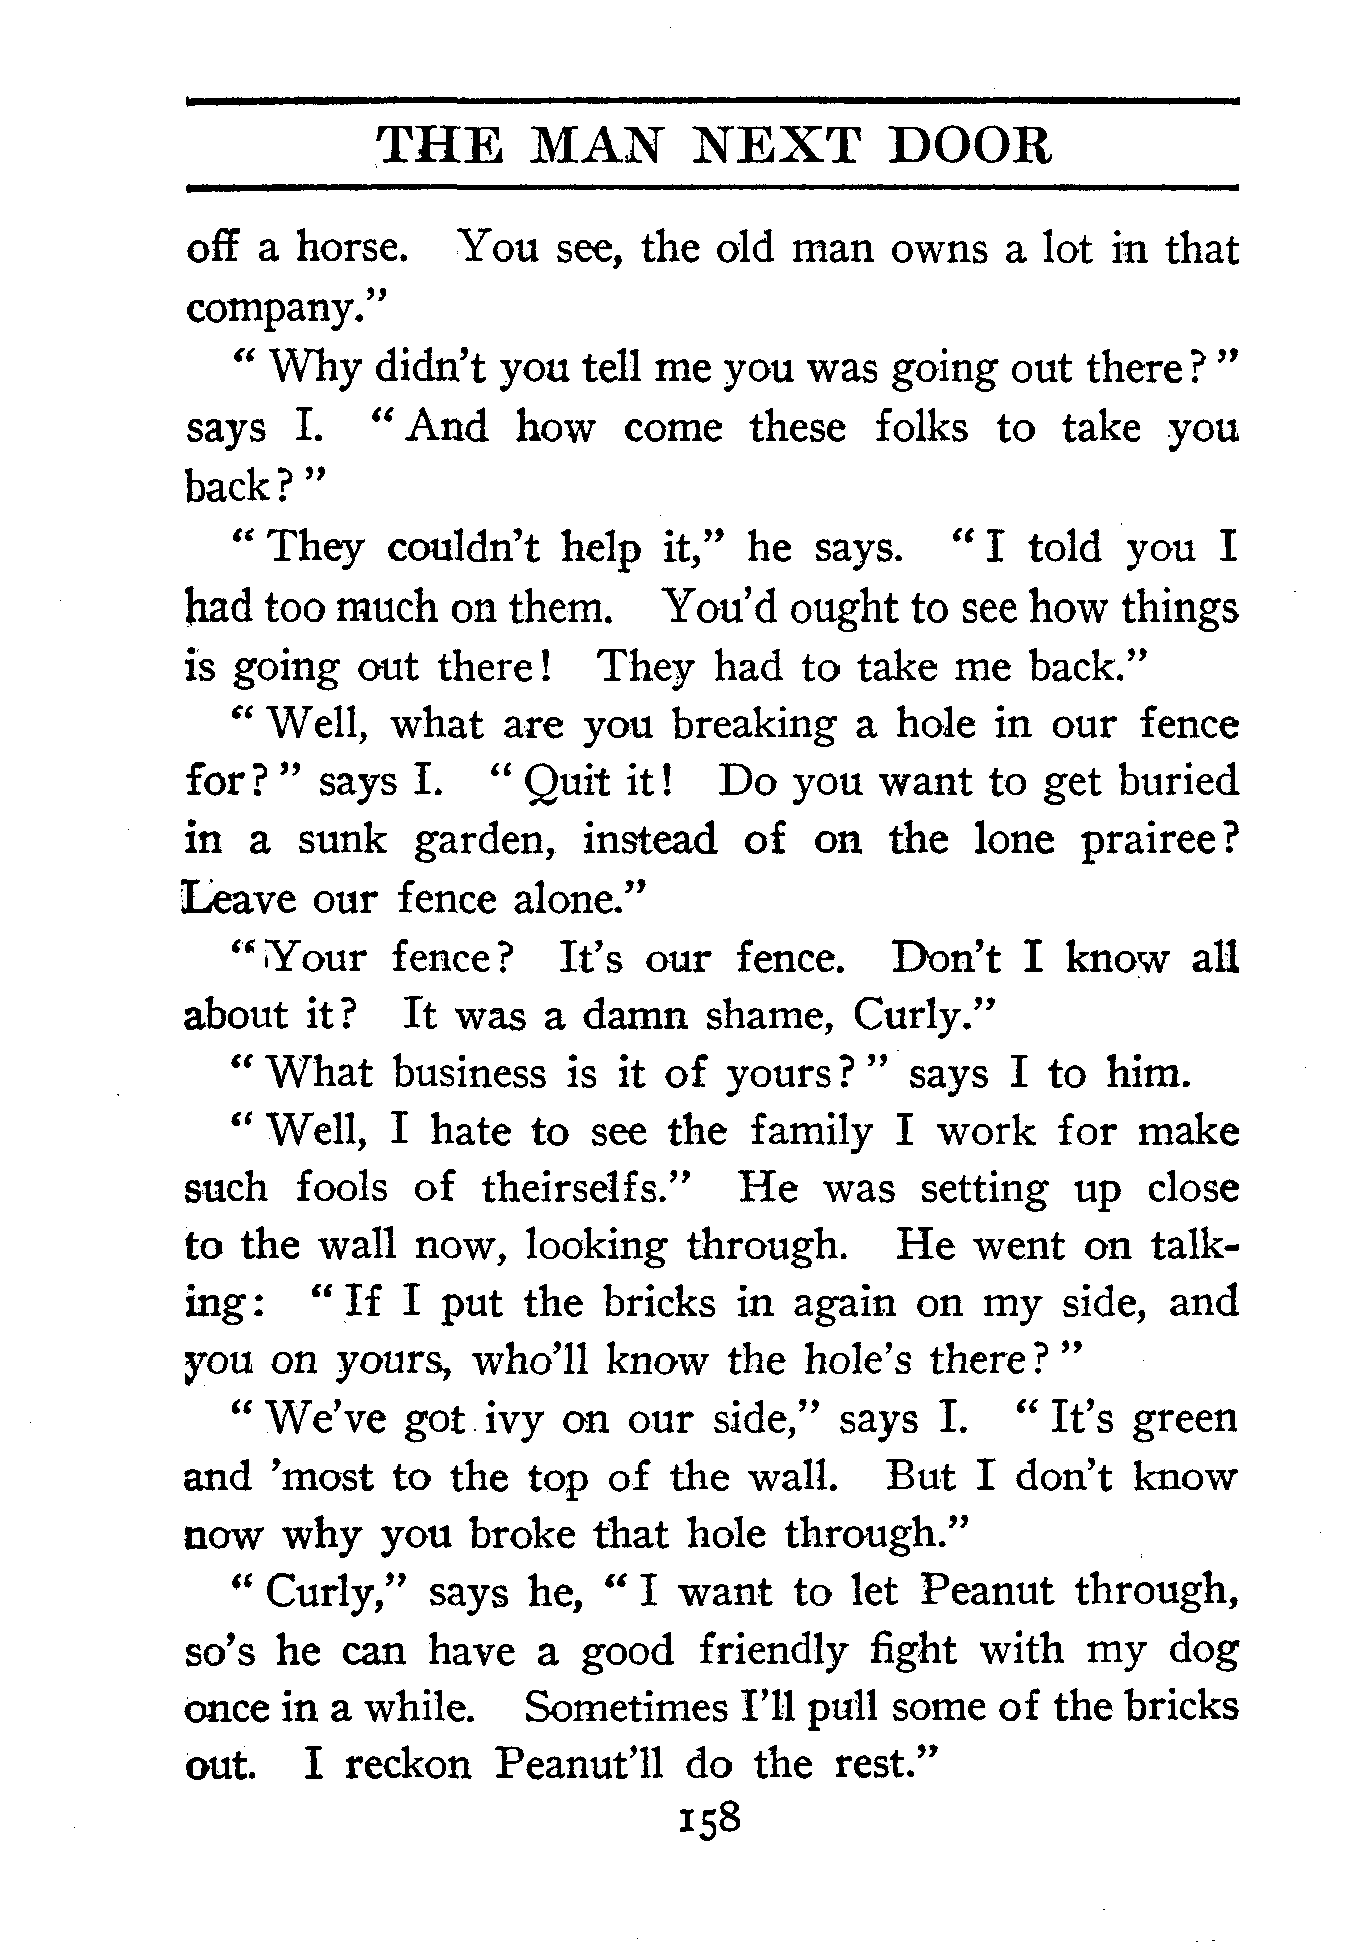 THE MAN NEXT DOOR
off a horse. You see, the old man owns a lot in that
company."
" Why didn't you tell me you was going out there? "
says I. " And how come these folks to take you
back? "
" They couldn't help it," he says. " I told you I
had too much on them. You'd ought to see how things
is going out there! They had to take me back."
" Well, what are you breaking a hole in our fence
for? " says I. " Quit it! Do you want to get buried
in a sunk garden, instead of on the lone prairee?
Leave our fence alone."
" Your fence? It's our fence. Don't I know all
about it? It was a damn shame, Curly."
" What business is it of yours? " says I to him.
" Well, I hate to see the family I work for make
such fools of theirselfs." He was setting up close
to the wall now, looking through. He went on talk-
ing: " If I put the bricks in again on my side, and
you on yours, who'll know the hole's there? "
" We've got ivy on our side," says I. " It's green
and 'most to the top of the wall. But I don't know
now why you broke that hole through."
" Curly," says he, " I want to let Peanut through,
so's he can have a good friendly fight with my dog
once in a while. Sometimes I'll pull some of the bricks
out. I reckon Peanut'll do the rest."
158